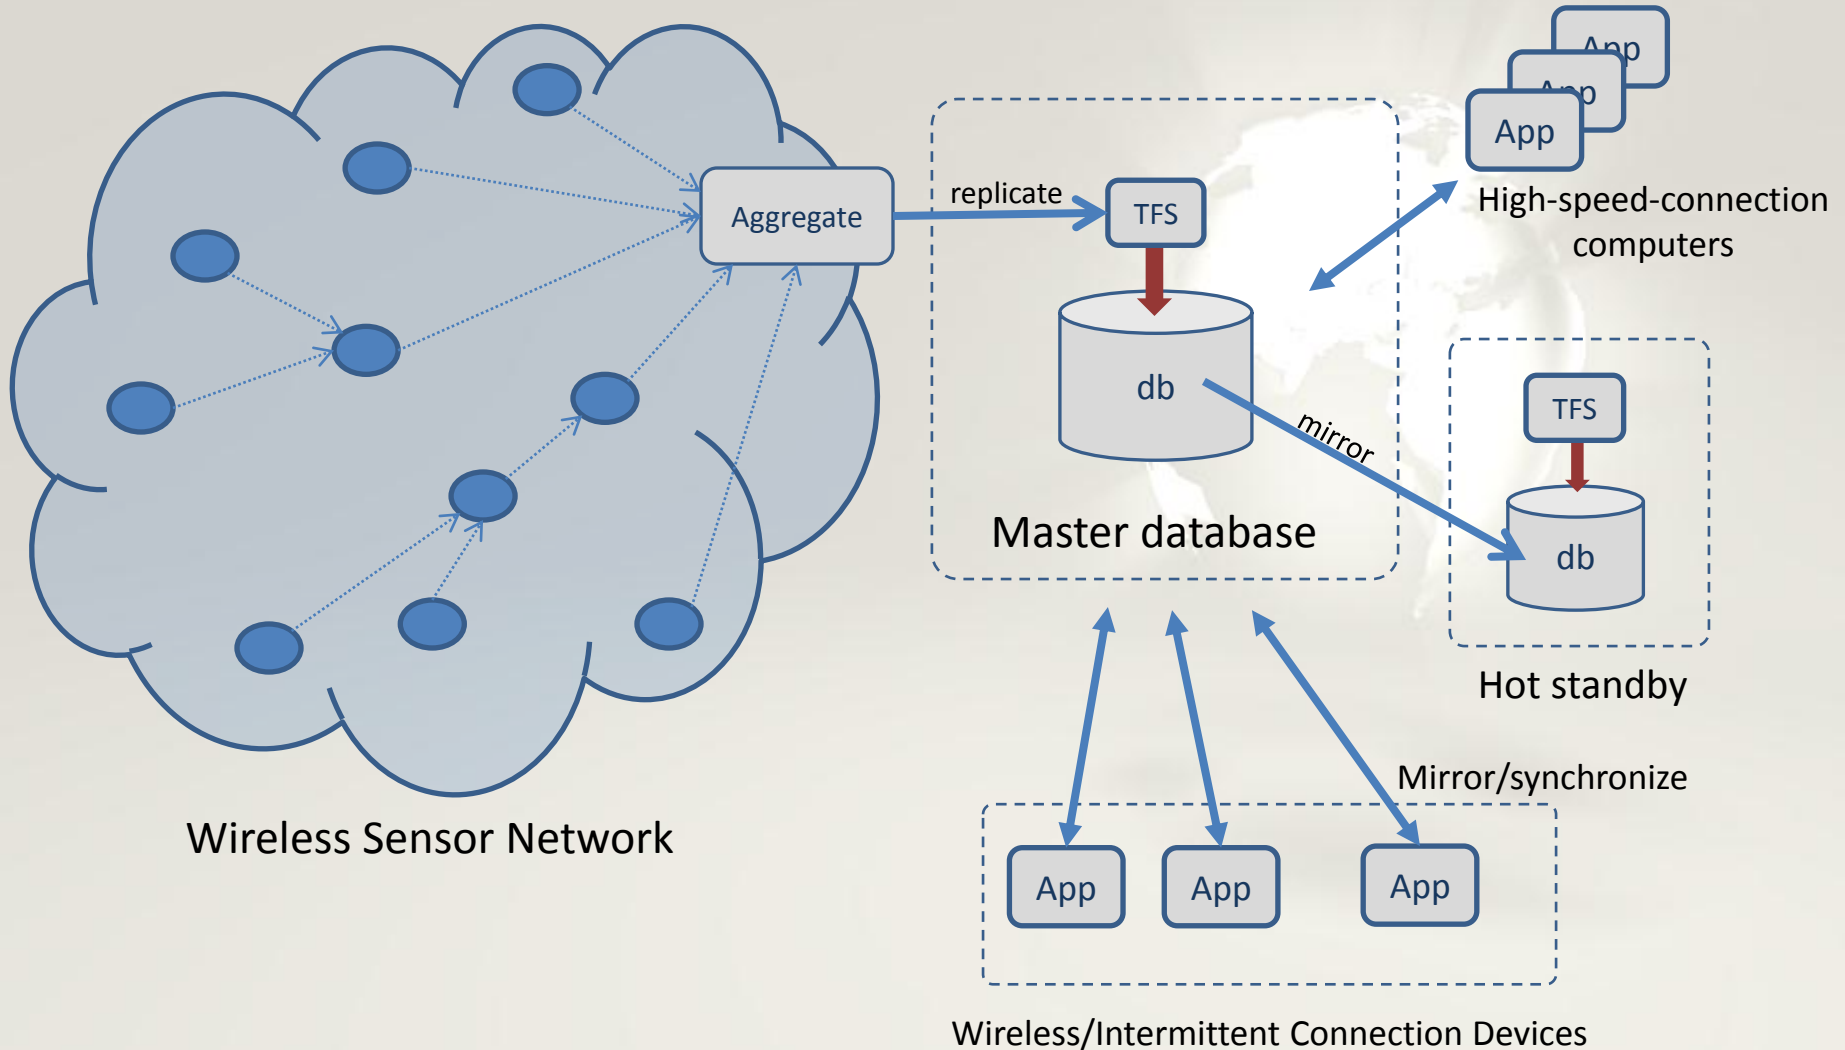 App
App
App
High-speed-connection
computers
Aggregate
replicate
TFS
db
mirror
Master database
TFS
db
Hot standby
Mirror/synchronize
Wireless Sensor Network
App
App
App
Wireless/Intermittent Connection Devices